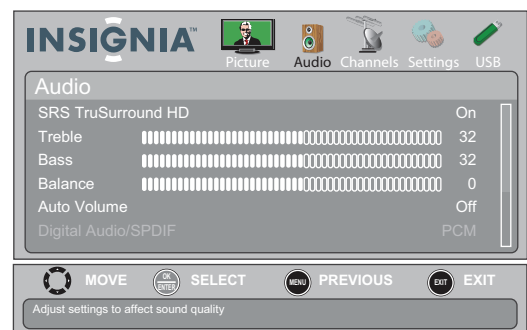 INSIGNIA™
Picture Audio Channels Settings USB
Audio
SRS TruSurround HD On
Treble 32
Bass 32
Balance 0
Auto Volume Off
Digital Audio/SPDIF PCM
MOVE OK ENTER SELECT MENU PREVIOUS EXIT EXIT
Adjust settings to affect sound quality